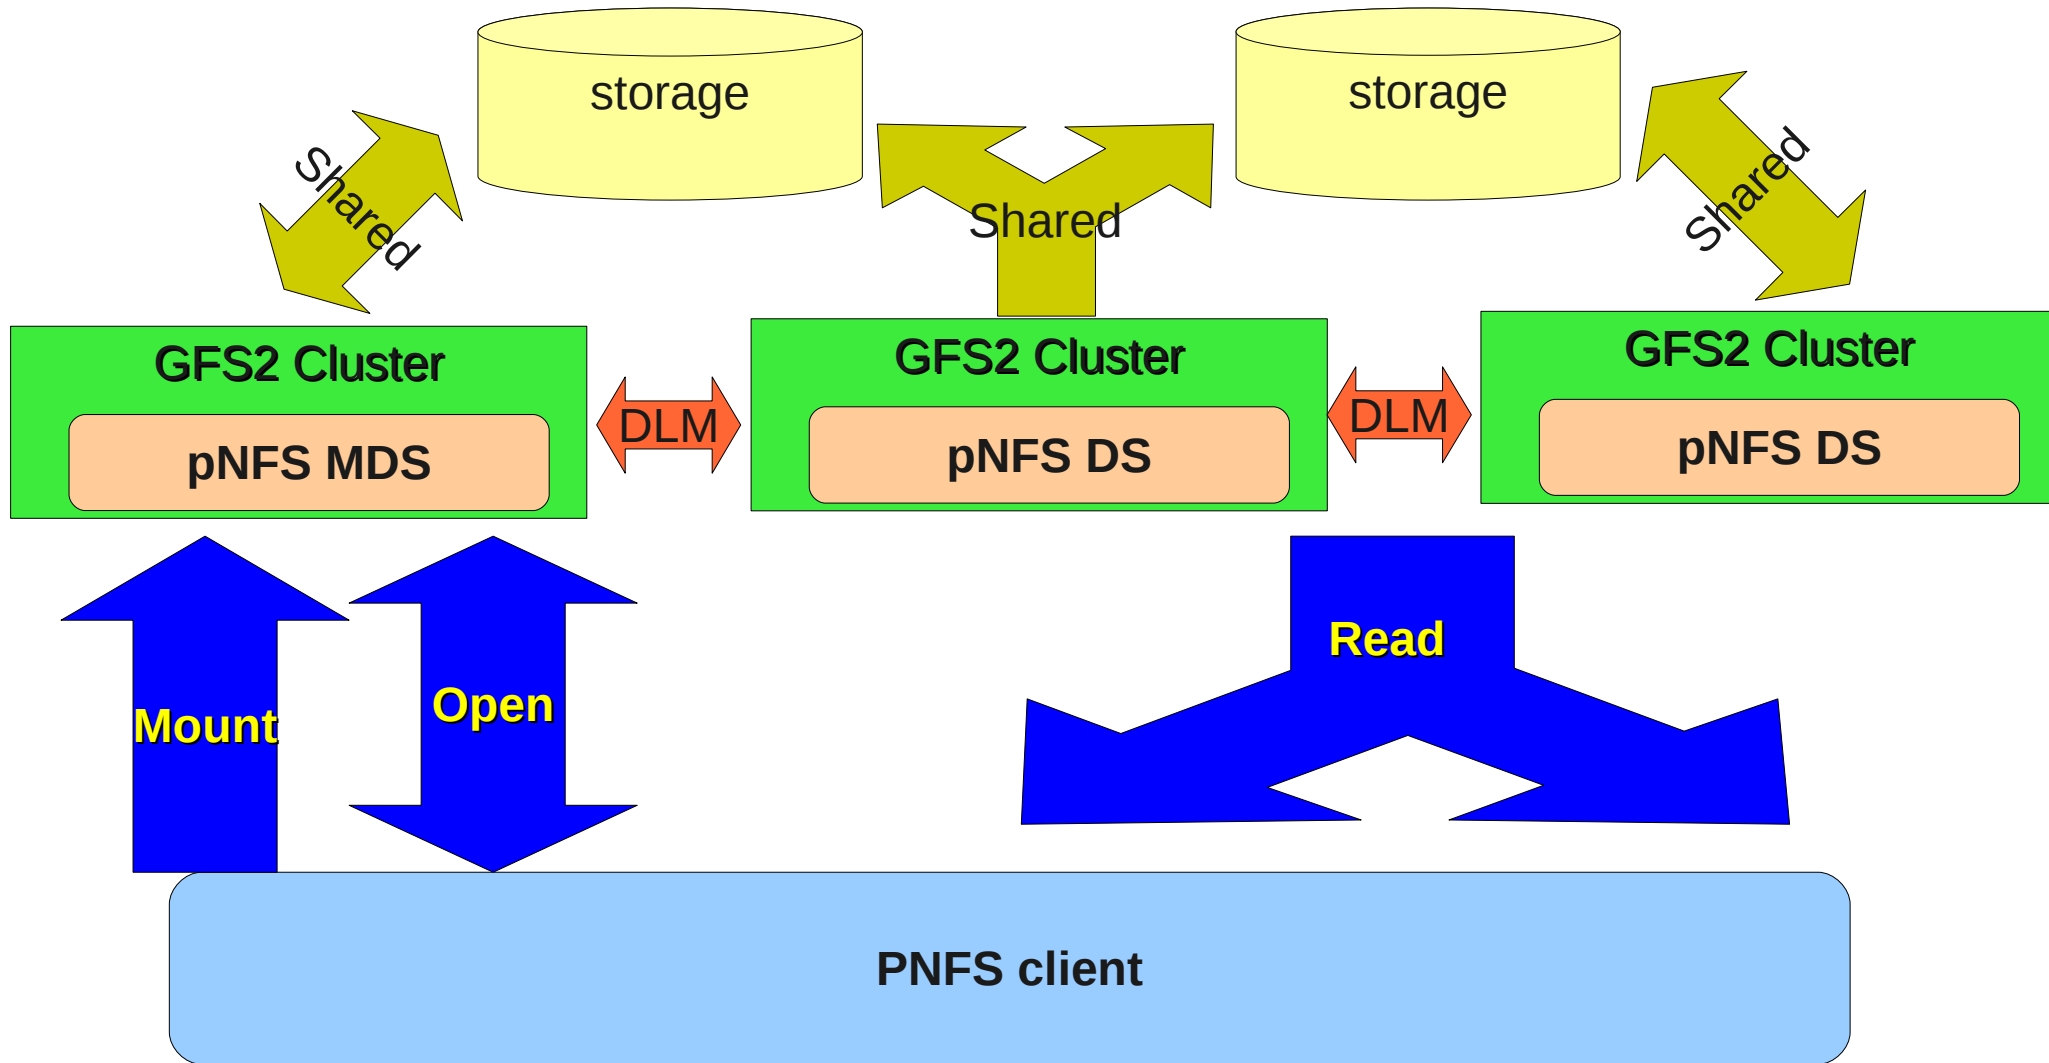 storage
storage
Shared
Shared
Shared
GFS2 Cluster
GFS2 Cluster
GFS2 Cluster
pNFS MDS
DLM
pNFS DS
DLM
pNFS DS
Mount
Open
Read
PNFS client